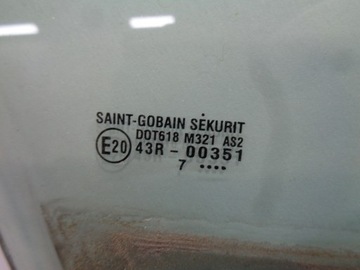 SAINT-GOBAIN SEKURIT
DOT618 M321 AS2
E20 43R - 00351
7 ....